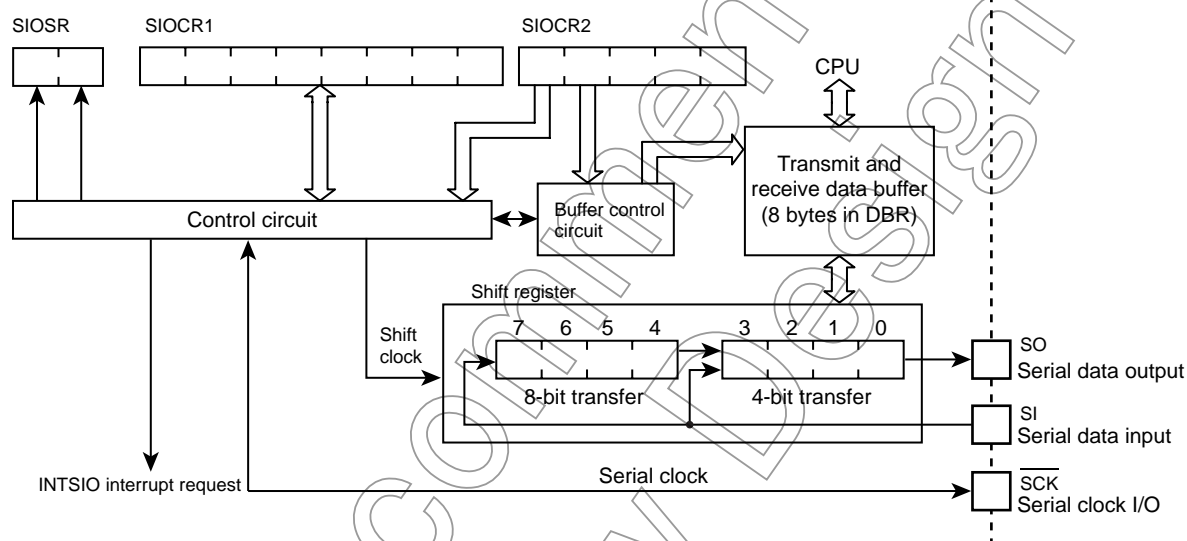 SIOSR
SIOCR1
SIOCR2
CPU
Transmit and
receive data buffer
(8 bytes in DBR)
Control circuit
Buffer control
circuit
Shift register
7 6 5 4 3 2 1 0
Shift
clock
8-bit transfer
4-bit transfer
SO
Serial data output
SI
Serial data input
INTSIO interrupt request
Serial clock
SCK
Serial clock I/O
commen
Design